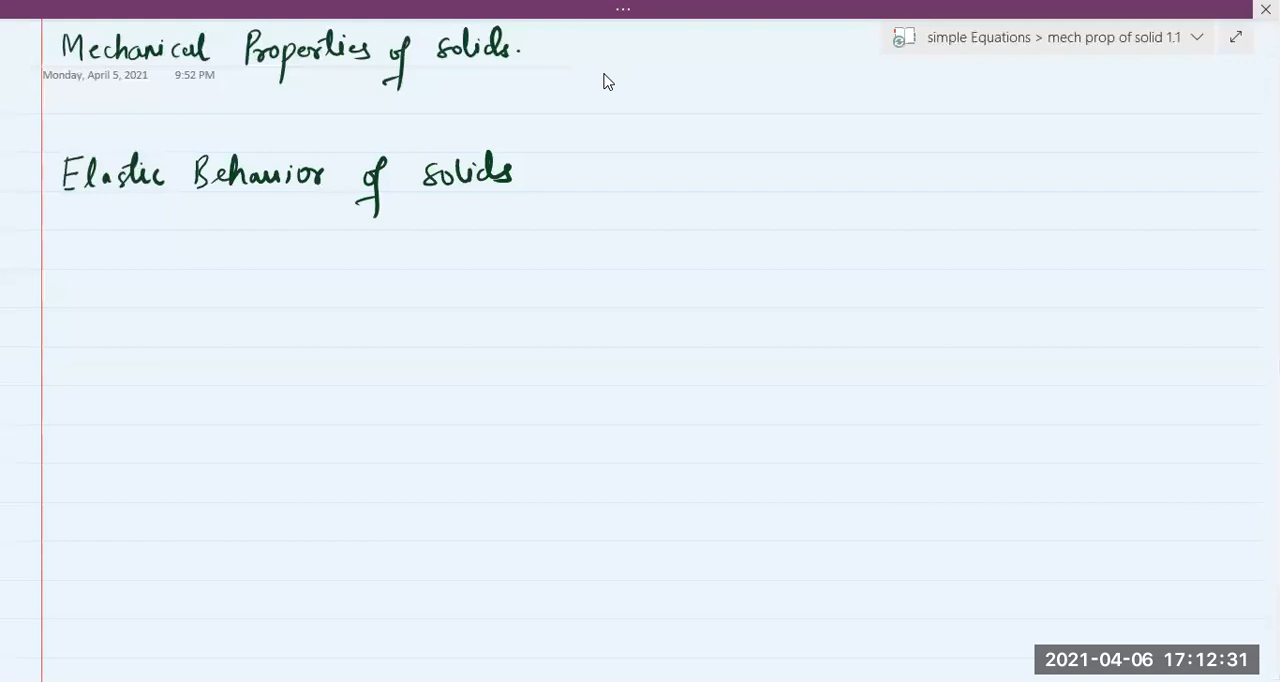 ...
Mechanical Properties of solids.
simple Equations > mech prop of solid 1.1
Monday, April 5, 2021 9:52 PM
Elastic Behavior of solids
2021-04-06 17:12:31